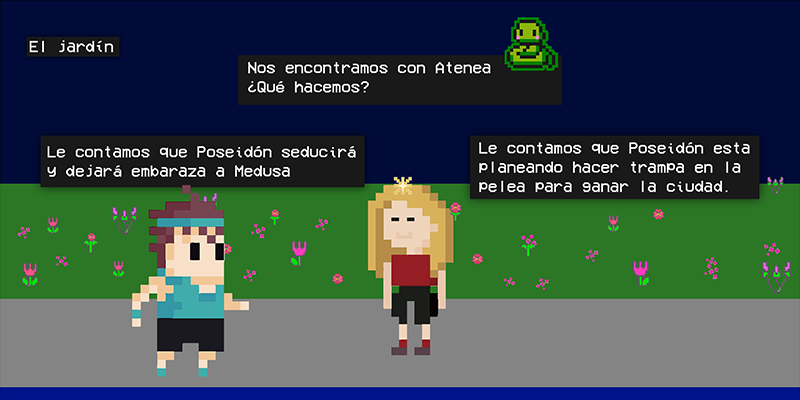 El jardín
Nos encontramos con Atenea
¿Qué hacemos?
Le contamos que Poseidón seducirá
y dejará embaraza a Medusa
Le contamos que Poseidón esta
planeando hacer trampa en la
pelea para ganar la ciudad.